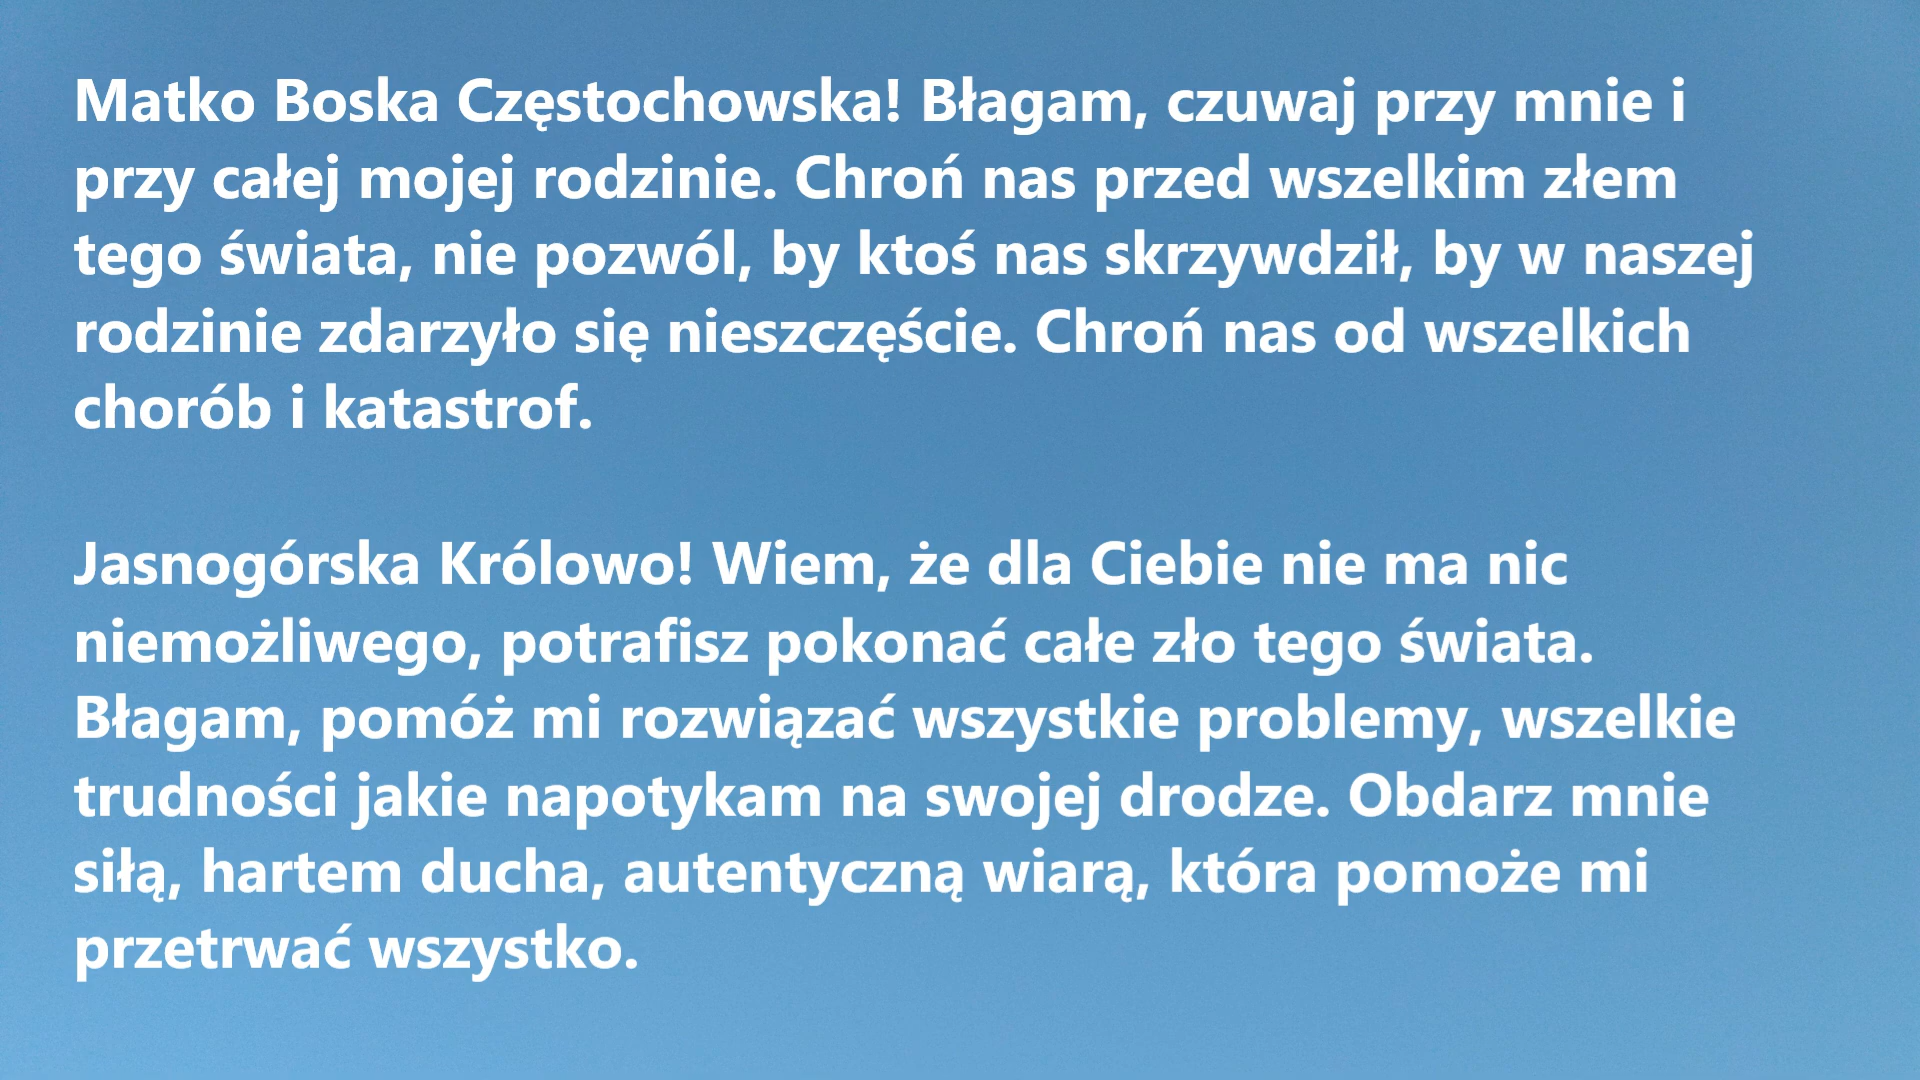 Matko Boska Częstochowska! Błagam, czuwaj przy mnie i
przy całej mojej rodzinie. Chroń nas przed wszelkim złem
tego świata, nie pozwól, by ktoś nas skrzywdził, by w naszej
rodzinie zdarzyło się nieszczęście. Chroń nas od wszelkich
chorób i katastrof.
Jasnogórska Królowo! Wiem, że dla Ciebie nie ma nic
niemożliwego, potrafisz pokonać całe zło tego świata.
Błagam, pomóż mi rozwiązać wszystkie problemy, wszelkie
trudności jakie napotykam na swojej drodze. Obdarz mnie
siłą, hartem ducha, autentyczną wiarą, która pomoże mi
przetrwać wszystko.